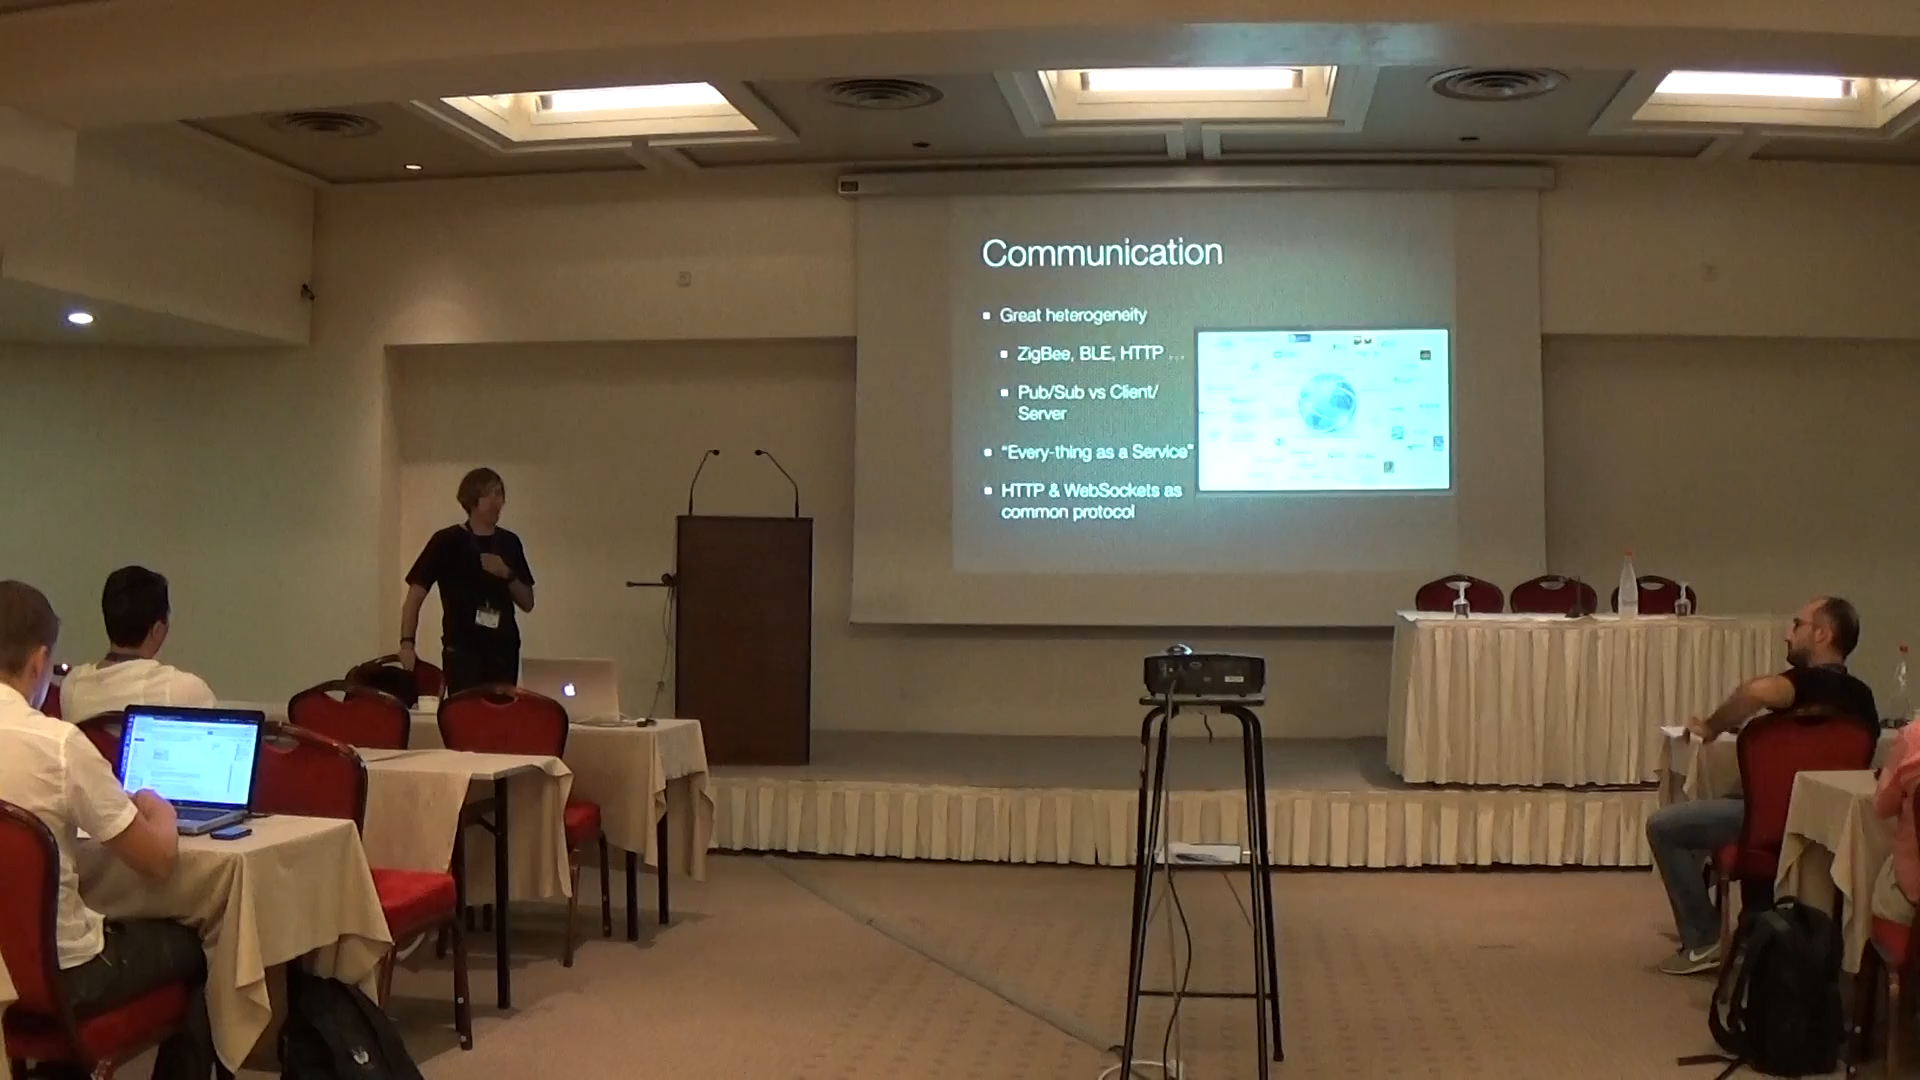 Communication
▪ Great heterogeneity
▪ ZigBee, BLE, HTTP ...
▪ Pub/Sub vs Client/
Server
▪ “Every-thing as a Service”
▪ HTTP & WebSockets as
common protocol